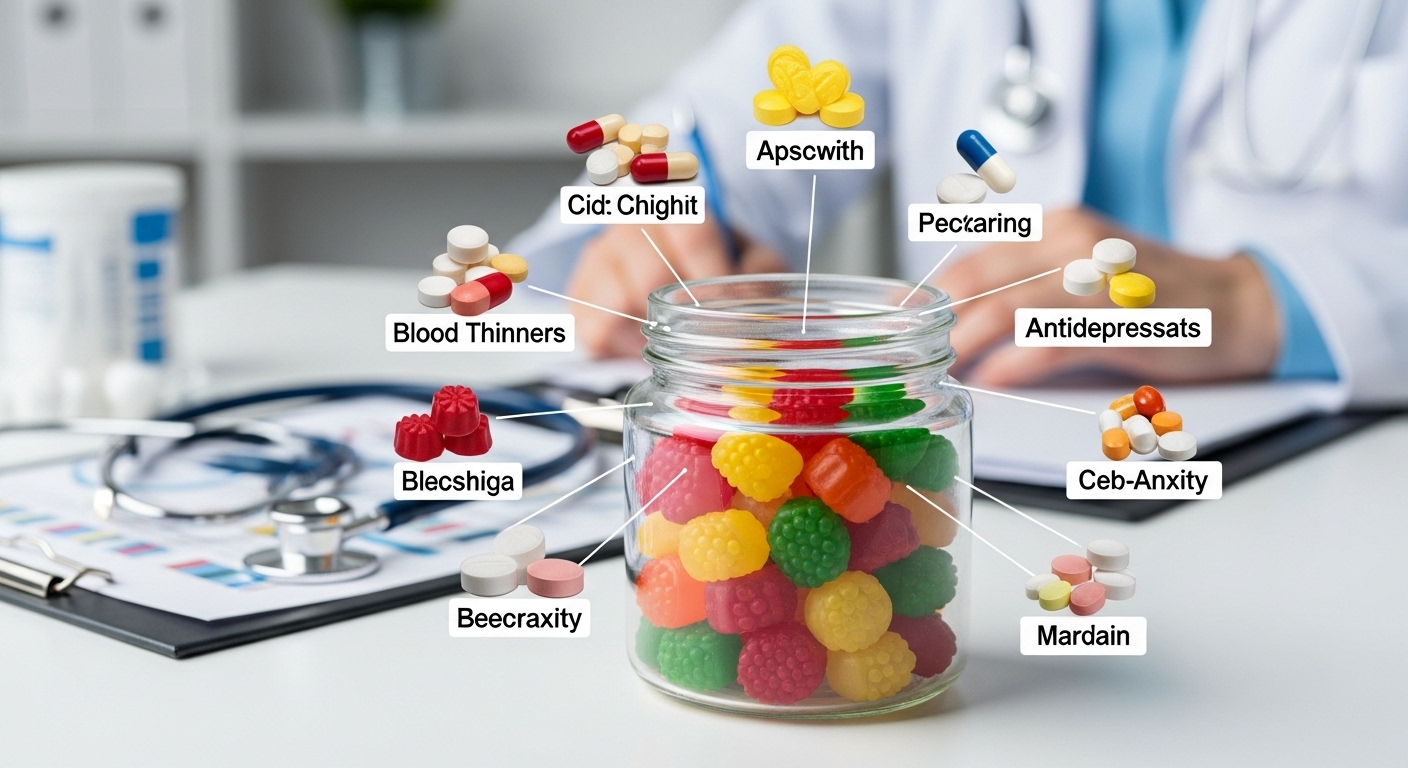 Apscwith
Cid: Chighit
Peckaring
Blood Thinners
Antidepressats
Blecshiga
Ceb-Anxity
Beecraxity
Mardain